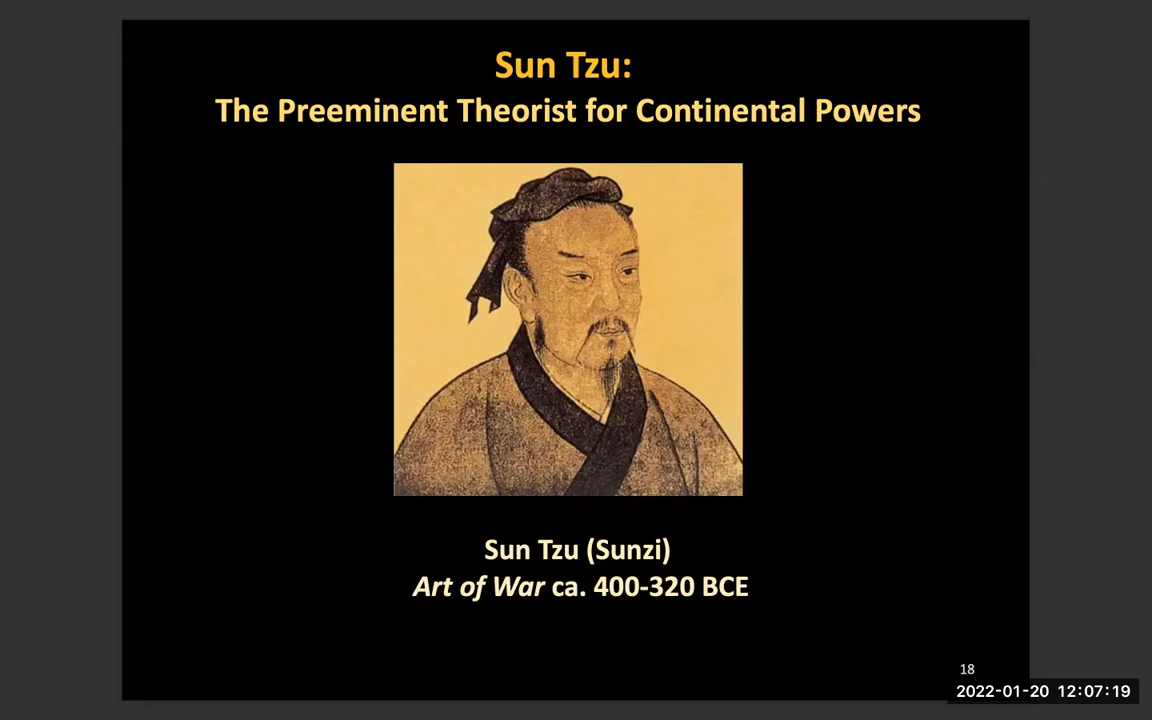 Sun Tzu:
The Preeminent Theorist for Continental Powers
Sun Tzu (Sunzi)
Art of War ca. 400-320 BCE
18
2022-01-20 12:07:19